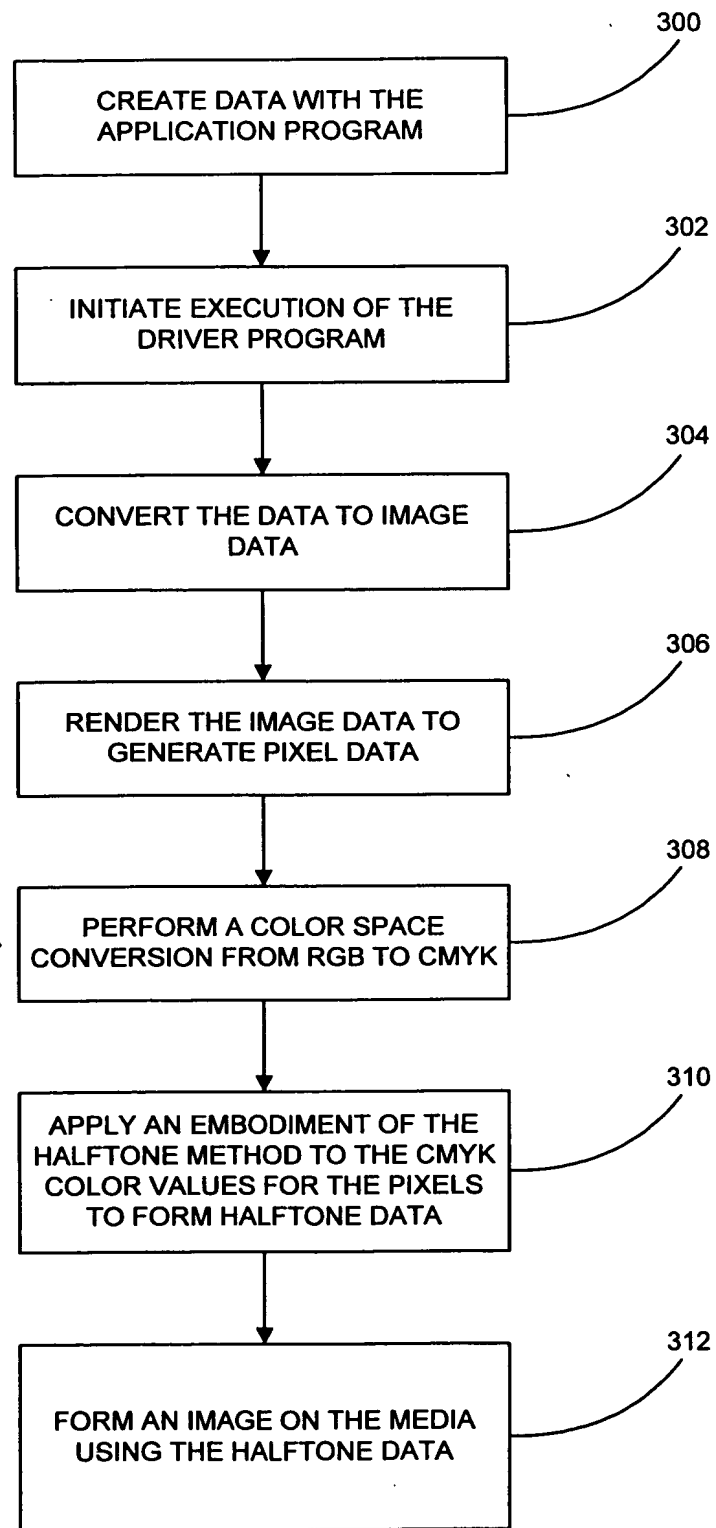 300
CREATE DATA WITH THE
APPLICATION PROGRAM
302
INITIATE EXECUTION OF THE
DRIVER PROGRAM
304
CONVERT THE DATA TO IMAGE
DATA
306
RENDER THE IMAGE DATA TO
GENERATE PIXEL DATA
308
PERFORM A COLOR SPACE
CONVERSION FROM RGB TO CMYK
310
APPLY AN EMBODIMENT OF THE
HALFTONE METHOD TO THE CMYK
COLOR VALUES FOR THE PIXELS
TO FORM HALFTONE DATA
312
FORM AN IMAGE ON THE MEDIA
USING THE HALFTONE DATA